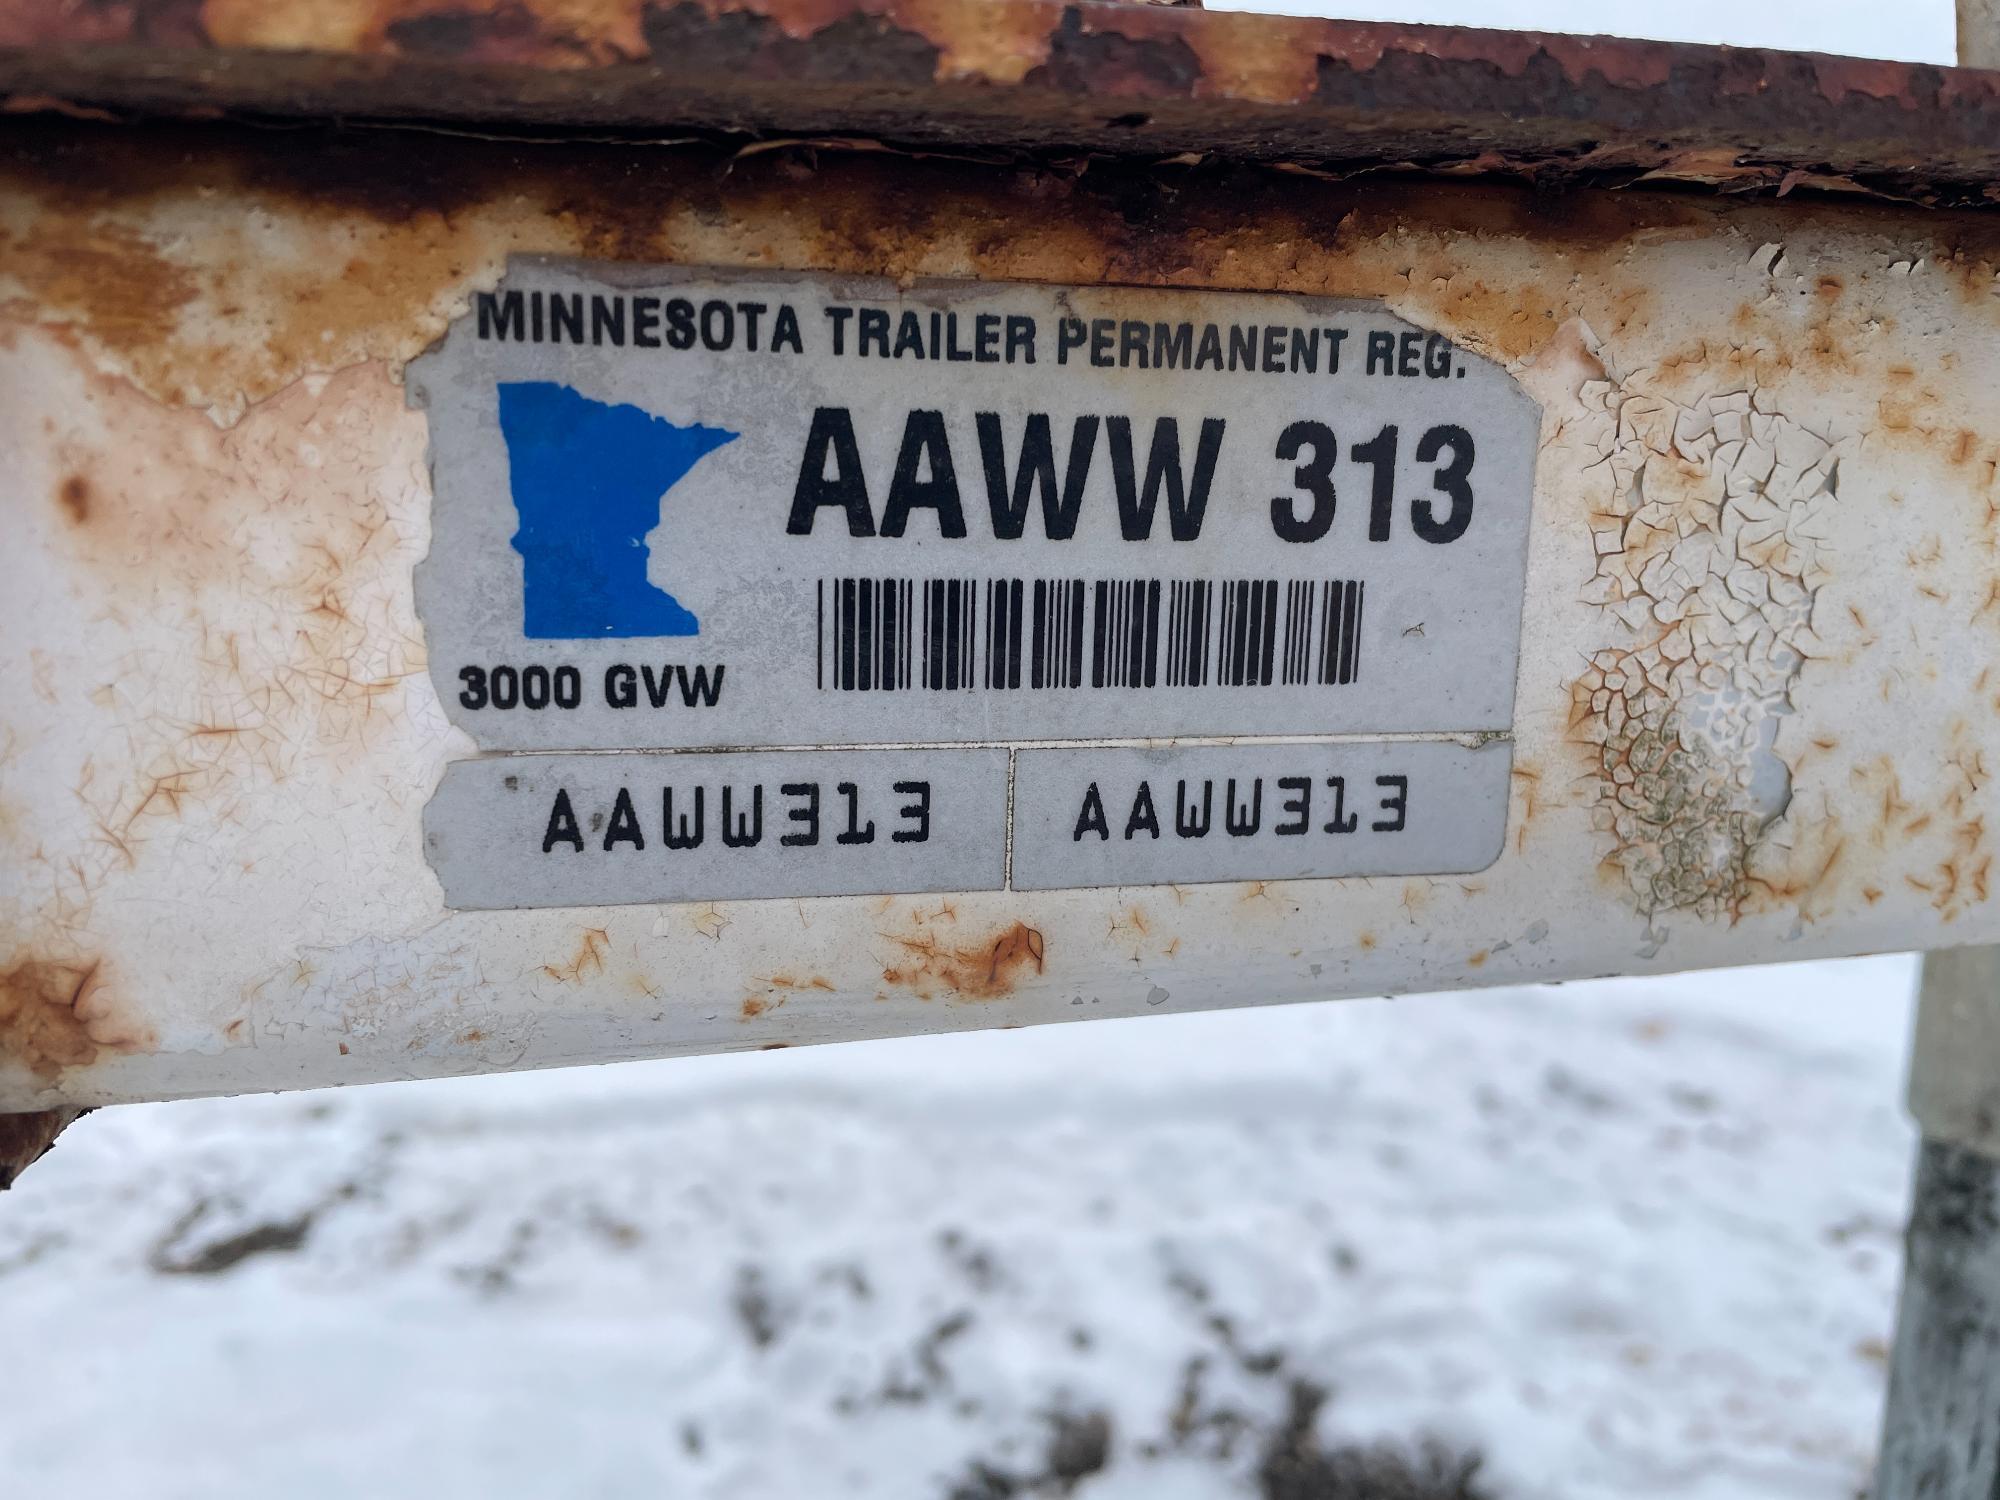 MINNESOTA TRAILER PERMANENT REG.
AAWW 313
3000 GVW
AAWW313 AAWW313